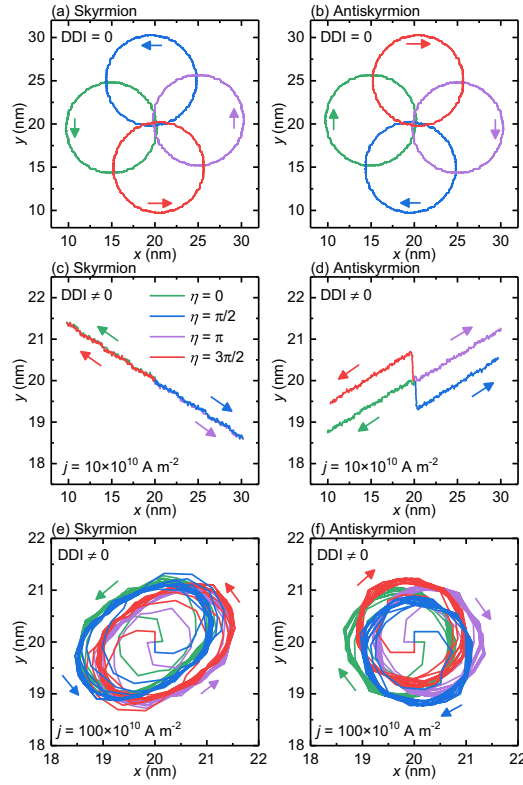 (a) Skyrmion
DDI = 0
30
25
20
15
10
y (nm)
10 15 20 25 30
x (nm)
(b) Antiskyrmion
DDI = 0
30
25
20
15
10
y (nm)
10 15 20 25 30
x (nm)
(c) Skyrmion
DDI ≠ 0
η = 0
η = π/2
η = π
η = 3π/2
22
21
20
19
18
y (nm)
j = 10×10¹⁰ A m⁻²
10 15 20 25 30
x (nm)
(d) Antiskyrmion
DDI ≠ 0
22
21
20
19
18
y (nm)
j = 10×10¹⁰ A m⁻²
10 15 20 25 30
x (nm)
(e) Skyrmion
DDI ≠ 0
22
21
20
19
18
y (nm)
j = 100×10¹⁰ A m⁻²
18 19 20 21 22
x (nm)
(f) Antiskyrmion
DDI ≠ 0
22
21
20
19
18
y (nm)
j = 100×10¹⁰ A m⁻²
18 19 20 21 22
x (nm)